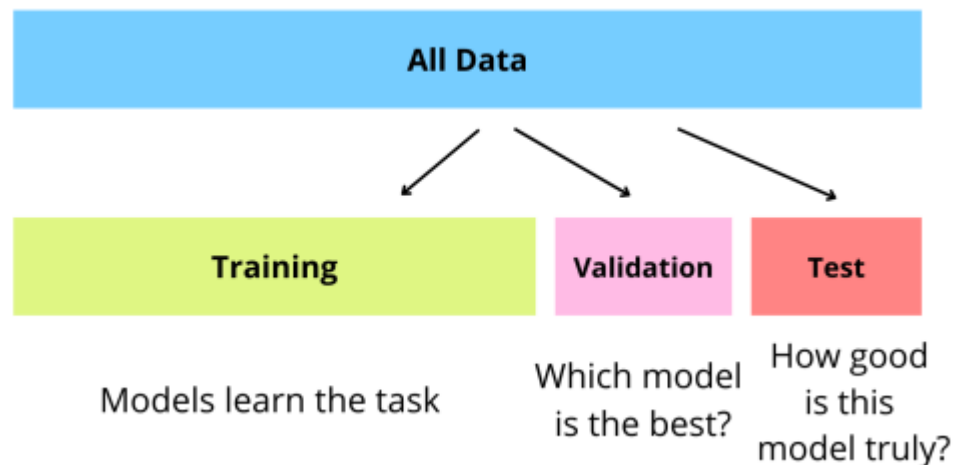 All Data
Training
Validation
Test
Models learn the task
Which model
is the best?
How good
is this
model truly?